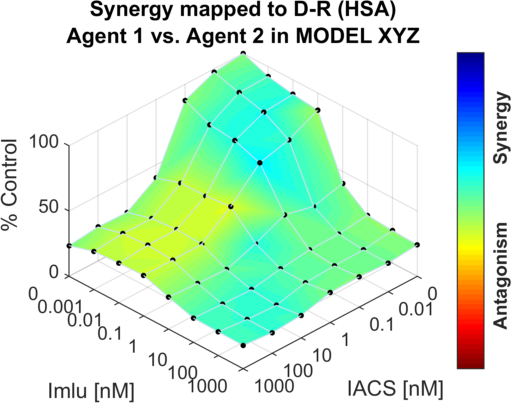 Synergy mapped to D-R (HSA)
Agent 1 vs. Agent 2 in MODEL XYZ
% Control
100
50
0
0
0.001
0.01
0.1
1
10
100
1000
Imlu [nM]
0
0.01
0.1
1
10
100
1000
IACS [nM]
Synergy
Antagonism